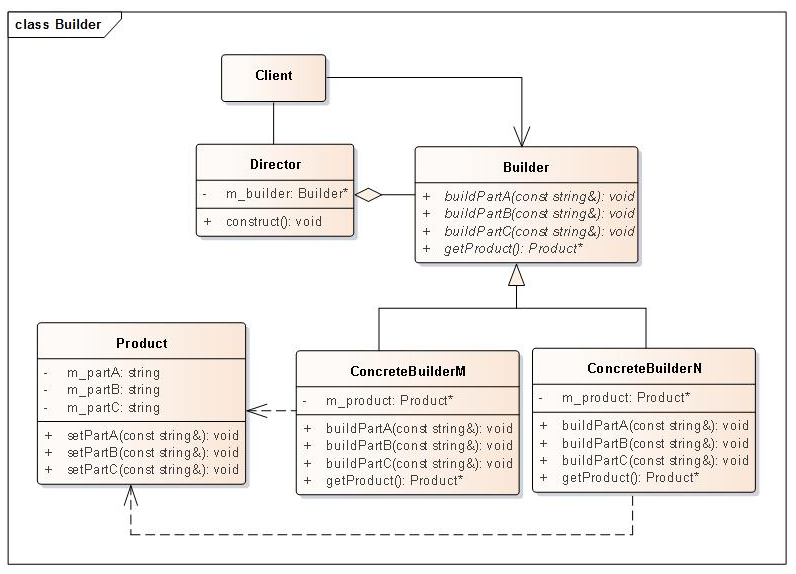 class Builder
Client
Director
- m_builder: Builder*
+ construct(): void
Builder
+ buildPartA(const string&): void
+ buildPartB(const string&): void
+ buildPartC(const string&): void
+ getProduct(): Product*
Product
- m_partA: string
- m_partB: string
- m_partC: string
+ setPartA(const string&): void
+ setPartB(const string&): void
+ setPartC(const string&): void
ConcreteBuilderM
- m_product: Product*
+ buildPartA(const string&): void
+ buildPartB(const string&): void
+ buildPartC(const string&): void
+ getProduct(): Product*
ConcreteBuilderN
- m_product: Product*
+ buildPartA(const string&): void
+ buildPartB(const string&): void
+ buildPartC(const string&): void
+ getProduct(): Product*